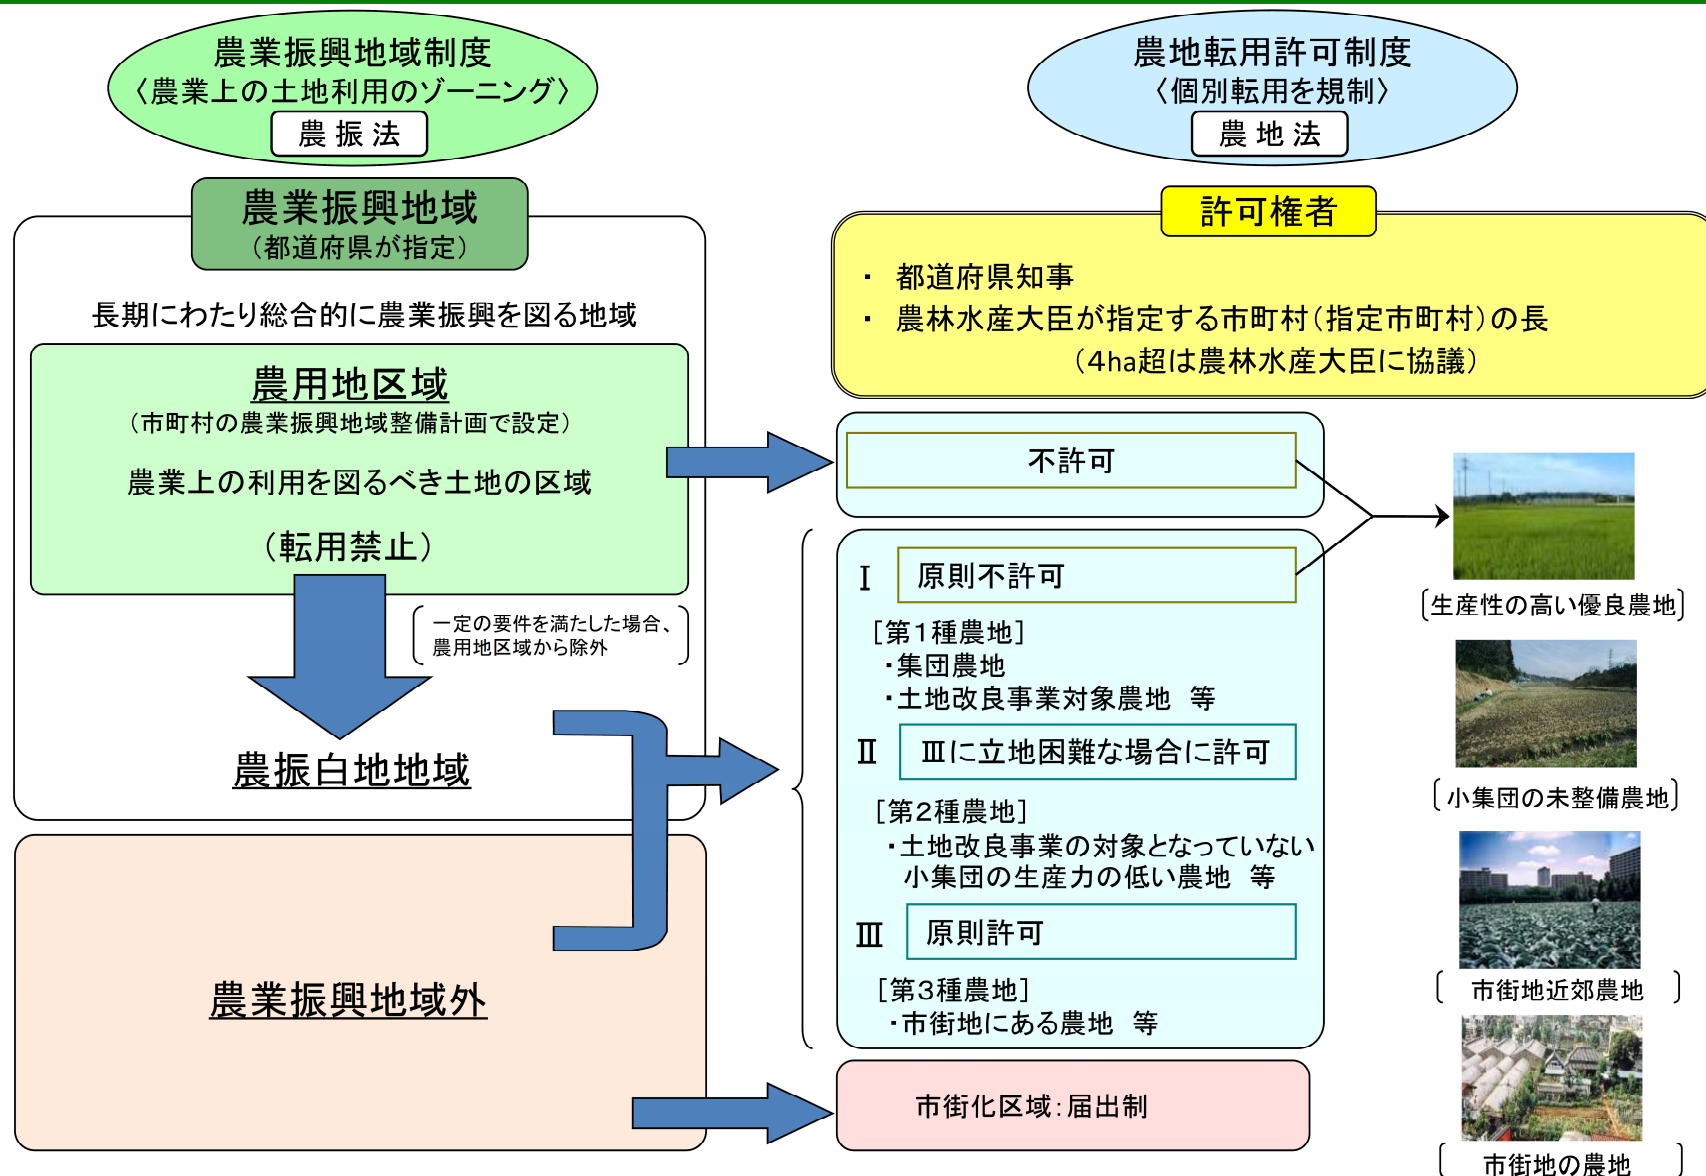 農業振興地域制度
〈農業上の土地利用のゾーニング〉
農振法
農業振興地域
（都道府県が指定）
長期にわたり総合的に農業振興を図る地域
農用地区域
（市町村の農業振興地域整備計画で設定）
農業上の利用を図るべき土地の区域
（転用禁止）
一定の要件を満たした場合、
農用地区域から除外
農振白地地域
農業振興地域外
農地転用許可制度
〈個別転用を規制〉
農地法
許可権者
・ 都道府県知事
・ 農林水産大臣が指定する市町村（指定市町村）の長
（4ha超は農林水産大臣に協議）
不許可
Ⅰ 原則不許可
［第１種農地］
・集団農地
・土地改良事業対象農地 等
Ⅱ Ⅲに立地困難な場合に許可
［第２種農地］
・土地改良事業の対象となっていない
小集団の生産力の低い農地 等
Ⅲ 原則許可
［第３種農地］
・市街地にある農地 等
市街化区域：届出制
〔生産性の高い優良農地〕
〔小集団の未整備農地〕
〔 市街地近郊農地 〕
〔 市街地の農地 〕